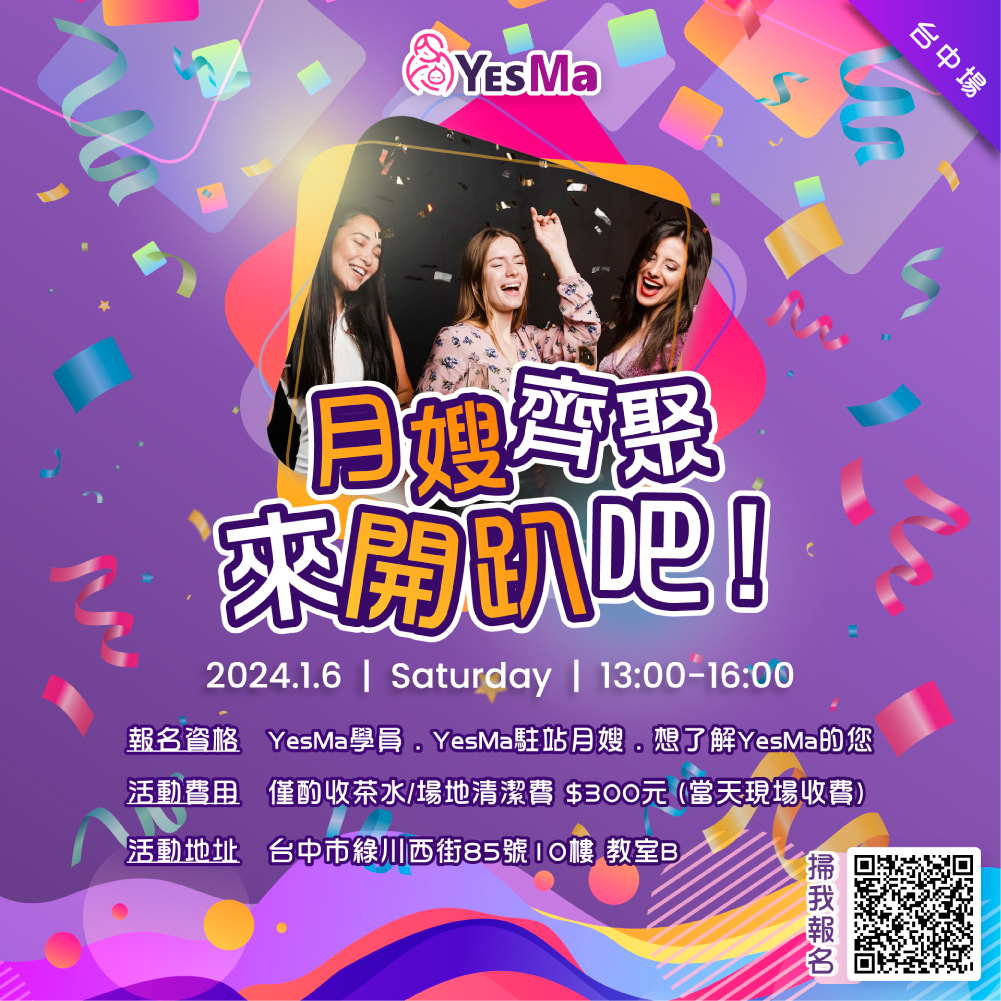 YesMa
台中場
月嫂齊聚
來開趴吧！
2024.1.6 | Saturday | 13:00-16:00
報名資格 YesMa學員．YesMa駐站月嫂．想了解YesMa的您
活動費用 僅酌收茶水/場地清潔費 $300元 (當天現場收費)
活動地址 台中市綠川西街85號10樓 教室B
掃我報名